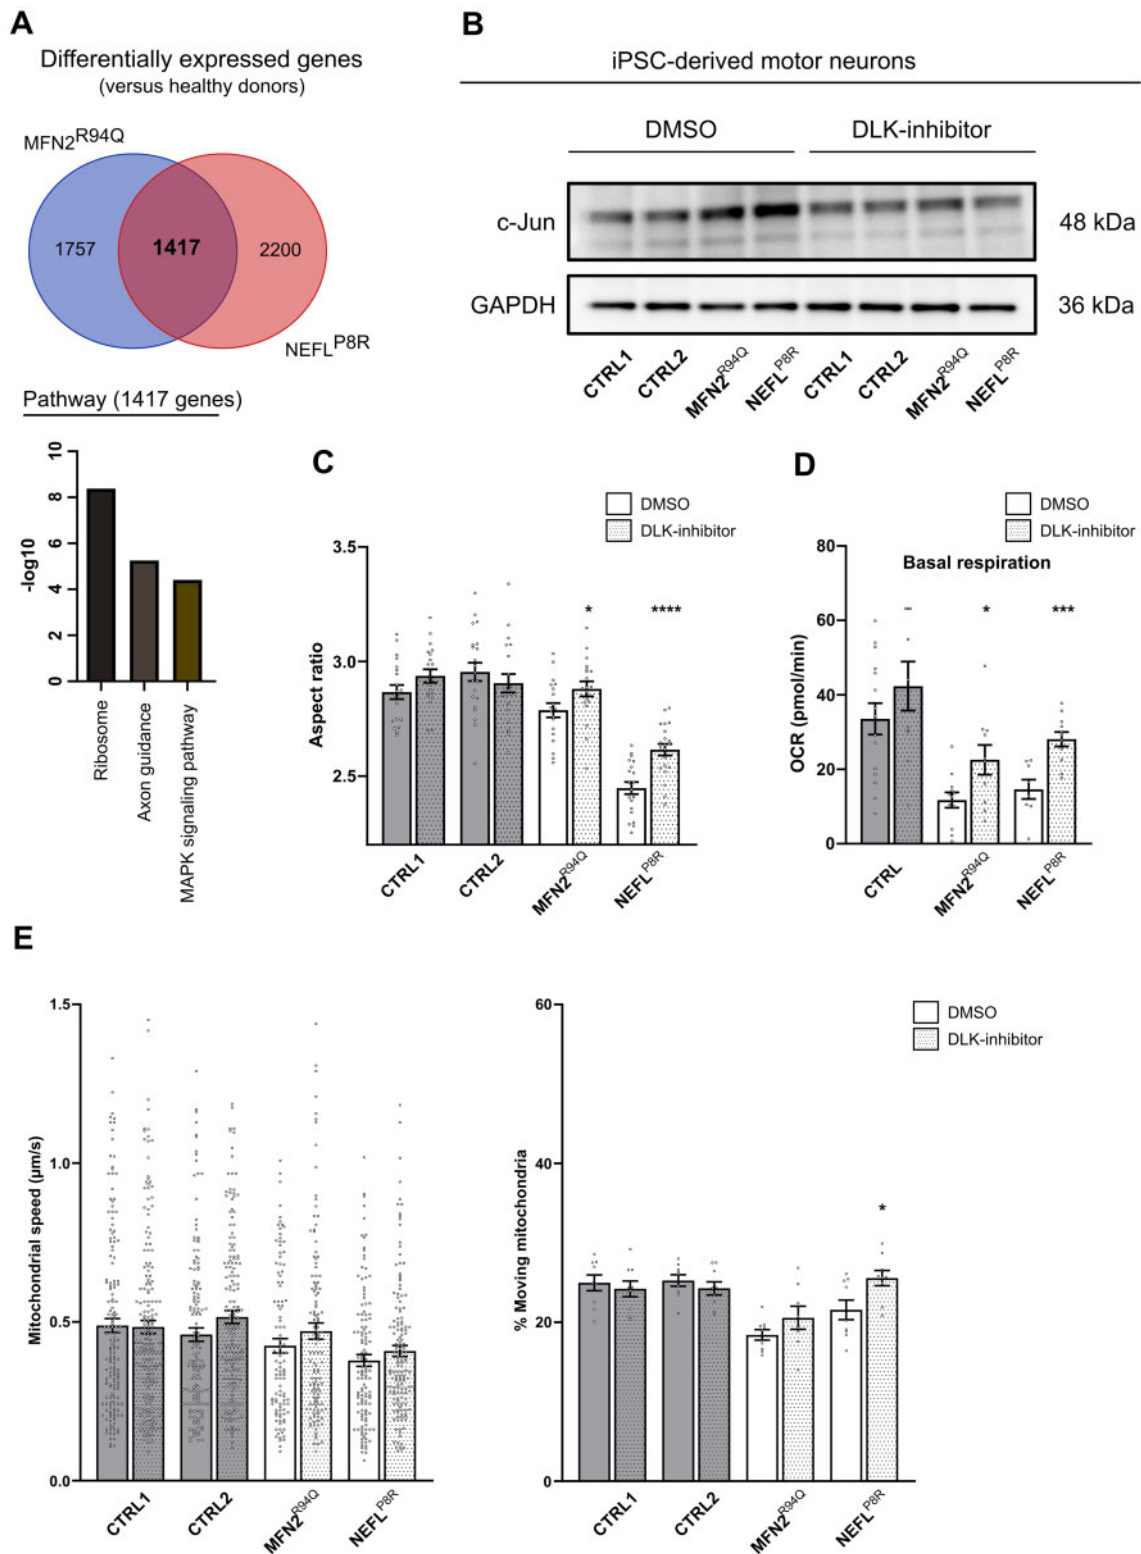 A
Differentially expressed genes
(versus healthy donors)
MFN2R94Q
1757
1417
2200
NEFLP8R
Pathway (1417 genes)
10
8
6
4
2
0
-log10
Ribosome
Axon guidance
MAPK signaling pathway
B
iPSC-derived motor neurons
DMSO
DLK-inhibitor
c-Jun
48 kDa
GAPDH
36 kDa
CTRL1
CTRL2
MFN2R94Q
NEFLP8R
CTRL1
CTRL2
MFN2R94Q
NEFLP8R
C
DMSO
DLK-inhibitor
3.5
3.0
2.5
Aspect ratio
*
****
CTRL1
CTRL2
MFN2R94Q
NEFLP8R
D
DMSO
DLK-inhibitor
Basal respiration
80
60
40
20
0
OCR (pmol/min)
*
***
CTRL
MFN2R94Q
NEFLP8R
E
1.5
1.0
0.5
0.0
Mitochondrial speed (µm/s)
CTRL1
CTRL2
MFN2R94Q
NEFLP8R
60
40
20
0
% Moving mitochondria
DMSO
DLK-inhibitor
*
CTRL1
CTRL2
MFN2R94Q
NEFLP8R